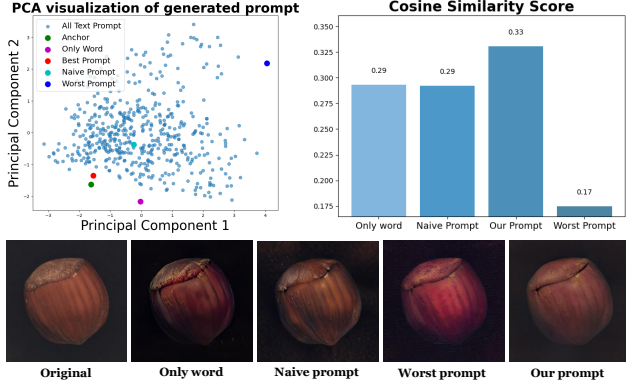 PCA visualization of generated prompt
All Text Prompt
Anchor
Only Word
Best Prompt
Naive Prompt
Worst Prompt
Principal Component 2
3
2
1
0
−1
−2
−3
−2
−1
0
1
2
3
4
Principal Component 1
Cosine Similarity Score
0.350
0.325
0.300
0.275
0.250
0.225
0.200
0.175
0.29
0.29
0.33
0.17
Only word
Naive Prompt
Our Prompt
Worst Prompt
Original
Only word
Naive prompt
Worst prompt
Our prompt